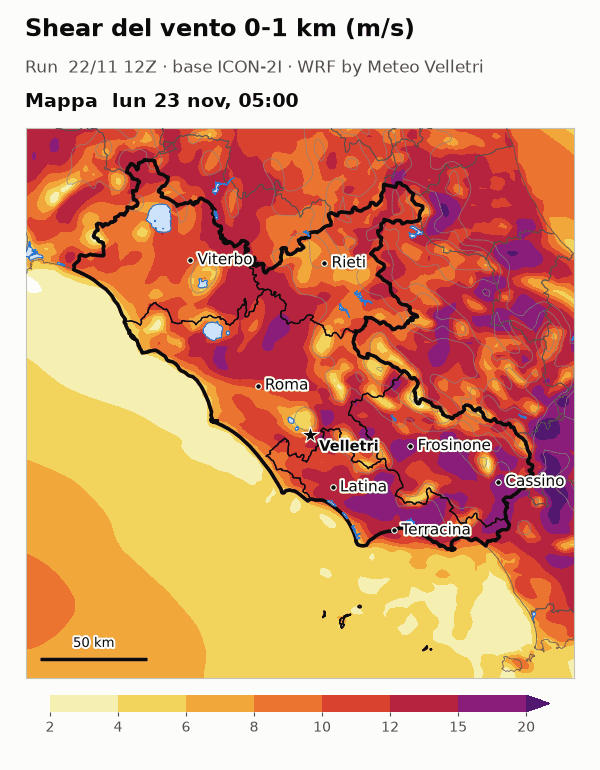 Shear del vento 0-1 km (m/s)
Run  22/11 12Z · base ICON-2I · WRF by Meteo Velletri
Mappa  lun 23 nov, 05:00
Viterbo
Rieti
Roma
Velletri
Frosinone
Latina
Cassino
Terracina
50 km
2 4 6 8 10 12 15 20